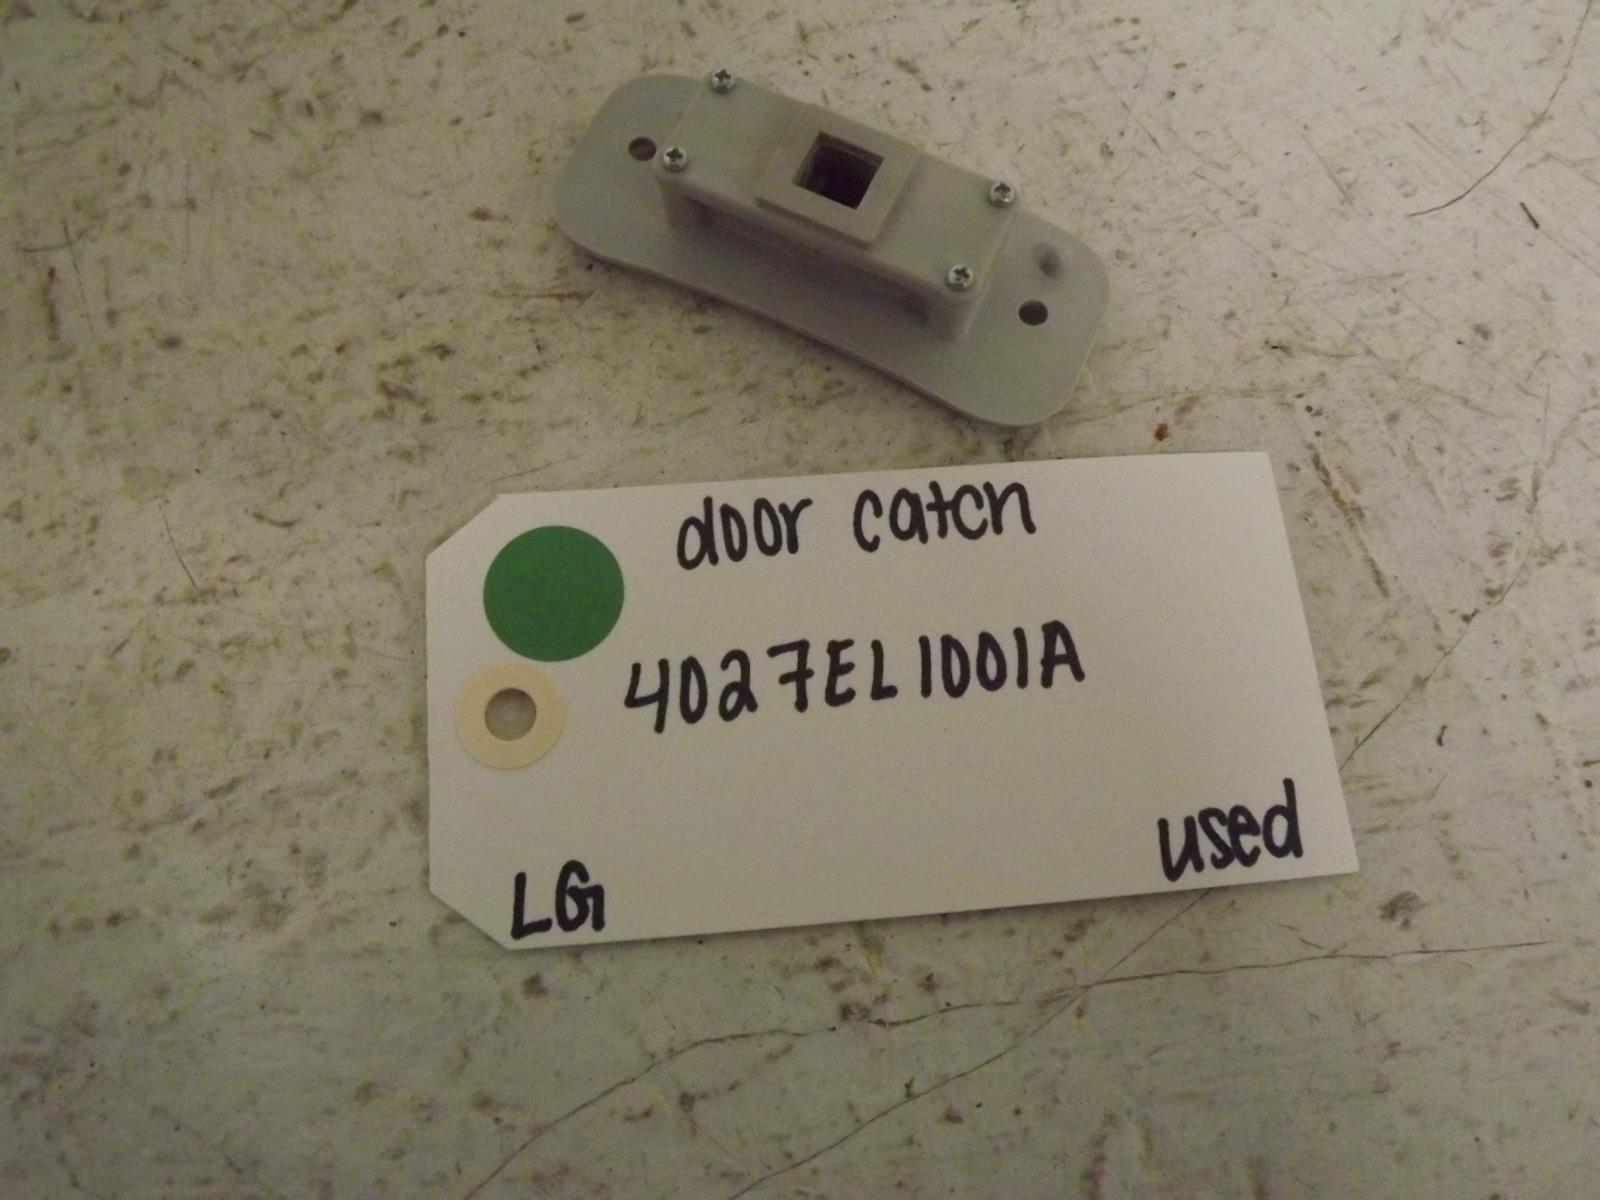 door catch
4027EL1001A
used
LG